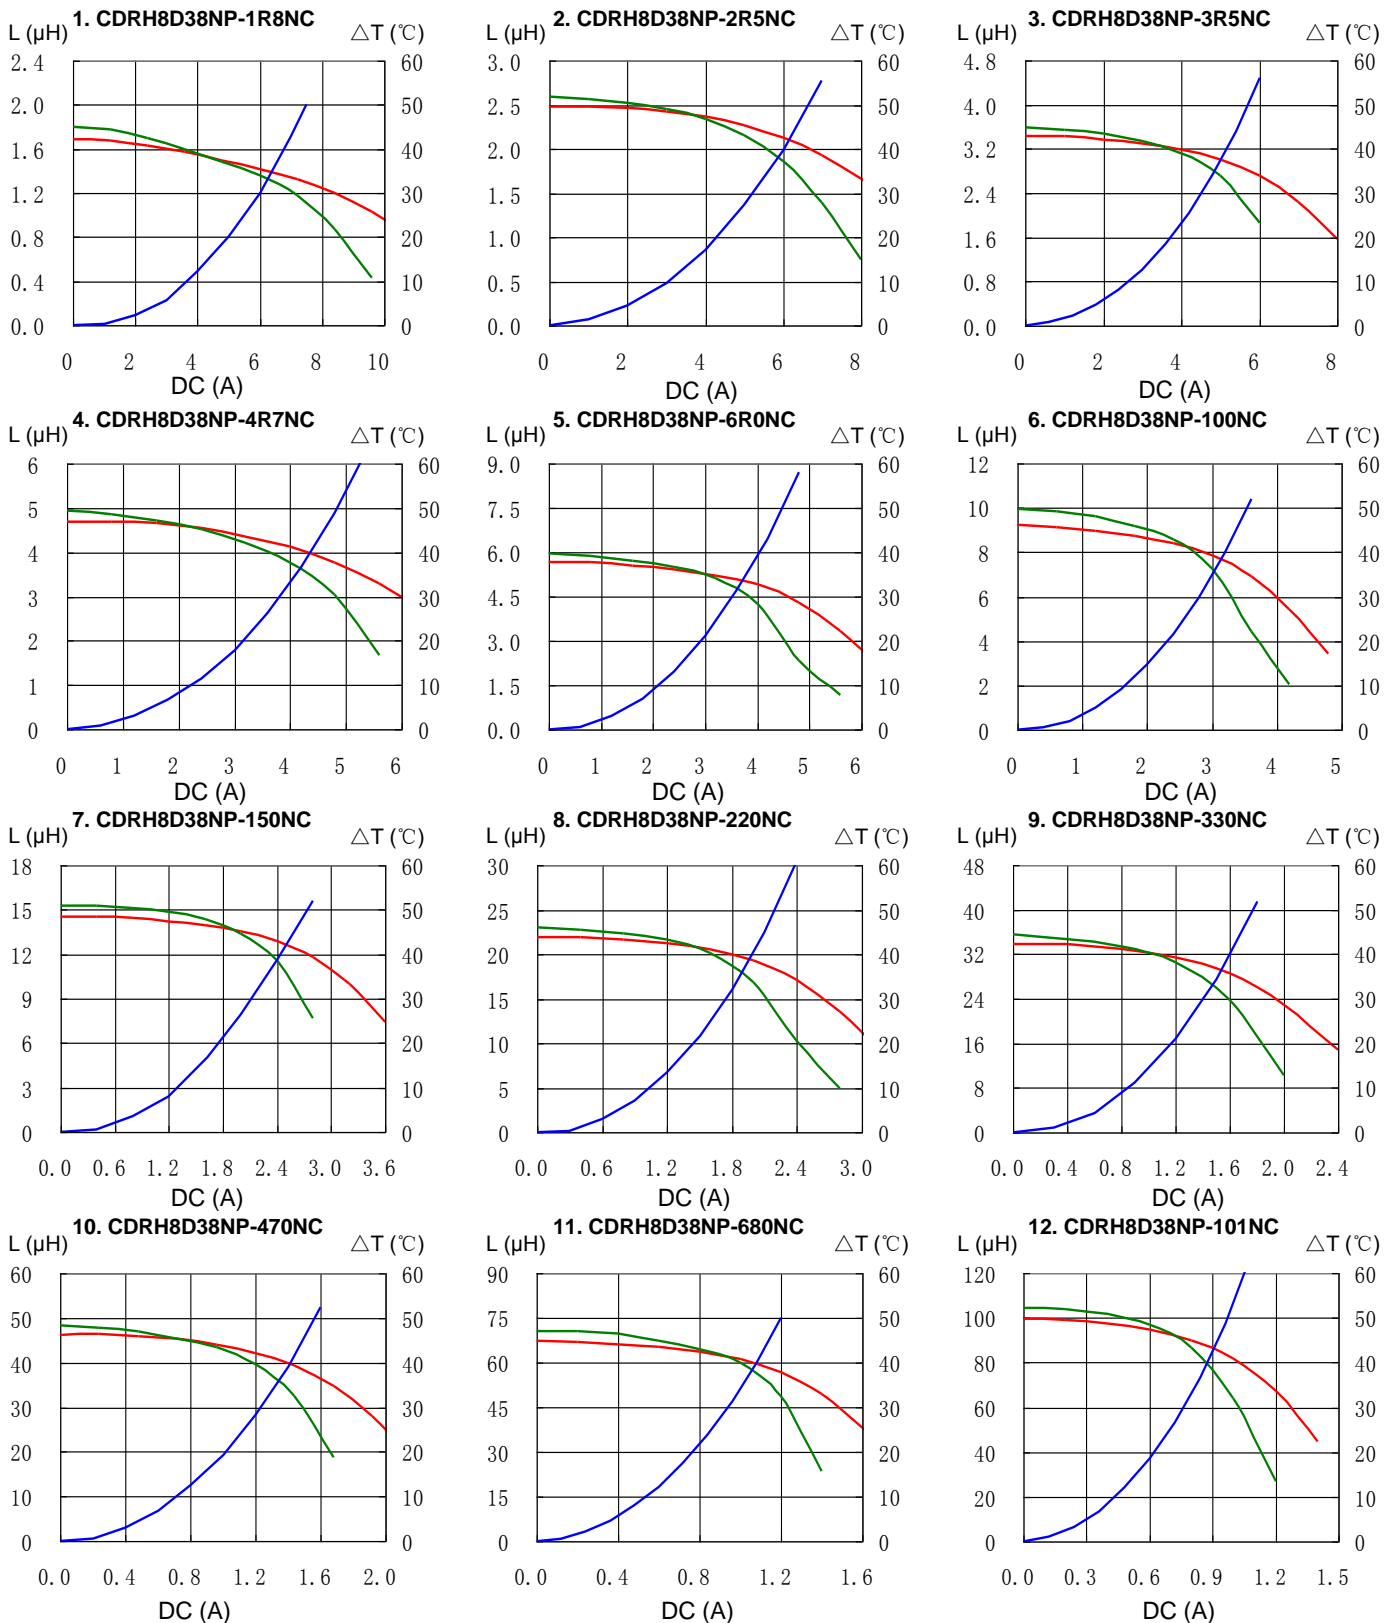 1. CDRH8D38NP-1R8NC
L (μH) △T (℃)
2.4 60
2.0 50
1.6 40
1.2 30
0.8 20
0.4 10
0.0 0
0 2 4 6 8 10
DC (A)
2. CDRH8D38NP-2R5NC
L (μH) △T (℃)
3.0 60
2.5 50
2.0 40
1.5 30
1.0 20
0.5 10
0.0 0
0 2 4 6 8
DC (A)
3. CDRH8D38NP-3R5NC
L (μH) △T (℃)
4.8 60
4.0 50
3.2 40
2.4 30
1.6 20
0.8 10
0.0 0
0 2 4 6 8
DC (A)
4. CDRH8D38NP-4R7NC
L (μH) △T (℃)
6 60
5 50
4 40
3 30
2 20
1 10
0 0
0 1 2 3 4 5 6
DC (A)
5. CDRH8D38NP-6R0NC
L (μH) △T (℃)
9.0 60
7.5 50
6.0 40
4.5 30
3.0 20
1.5 10
0.0 0
0 1 2 3 4 5 6
DC (A)
6. CDRH8D38NP-100NC
L (μH) △T (℃)
12 60
10 50
8 40
6 30
4 20
2 10
0 0
0 1 2 3 4 5
DC (A)
7. CDRH8D38NP-150NC
L (μH) △T (℃)
18 60
15 50
12 40
9 30
6 20
3 10
0 0
0.0 0.6 1.2 1.8 2.4 3.0 3.6
DC (A)
8. CDRH8D38NP-220NC
L (μH) △T (℃)
30 60
25 50
20 40
15 30
10 20
5 10
0 0
0.0 0.6 1.2 1.8 2.4 3.0
DC (A)
9. CDRH8D38NP-330NC
L (μH) △T (℃)
48 60
40 50
32 40
24 30
16 20
8 10
0 0
0.0 0.4 0.8 1.2 1.6 2.0 2.4
DC (A)
10. CDRH8D38NP-470NC
L (μH) △T (℃)
60 60
50 50
40 40
30 30
20 20
10 10
0 0
0.0 0.4 0.8 1.2 1.6 2.0
DC (A)
11. CDRH8D38NP-680NC
L (μH) △T (℃)
90 60
75 50
60 40
45 30
30 20
15 10
0 0
0.0 0.4 0.8 1.2 1.6
DC (A)
12. CDRH8D38NP-101NC
L (μH) △T (℃)
120 60
100 50
80 40
60 30
40 20
20 10
0 0
0.0 0.3 0.6 0.9 1.2 1.5
DC (A)